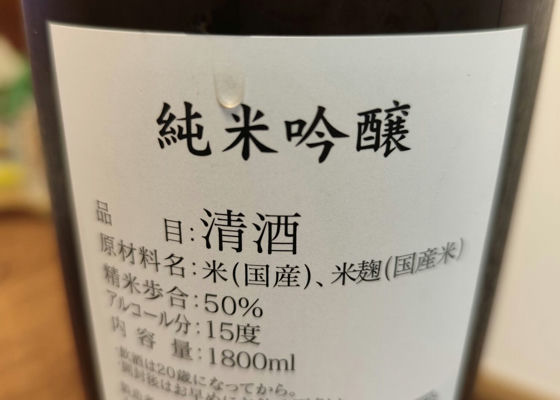 純米吟醸
品目:清酒
原材料名:米(国産)、米麹(国産米)
精米歩合:50%
アルコール分:15度
内容量:1800ml
飲酒は20歳になってから。